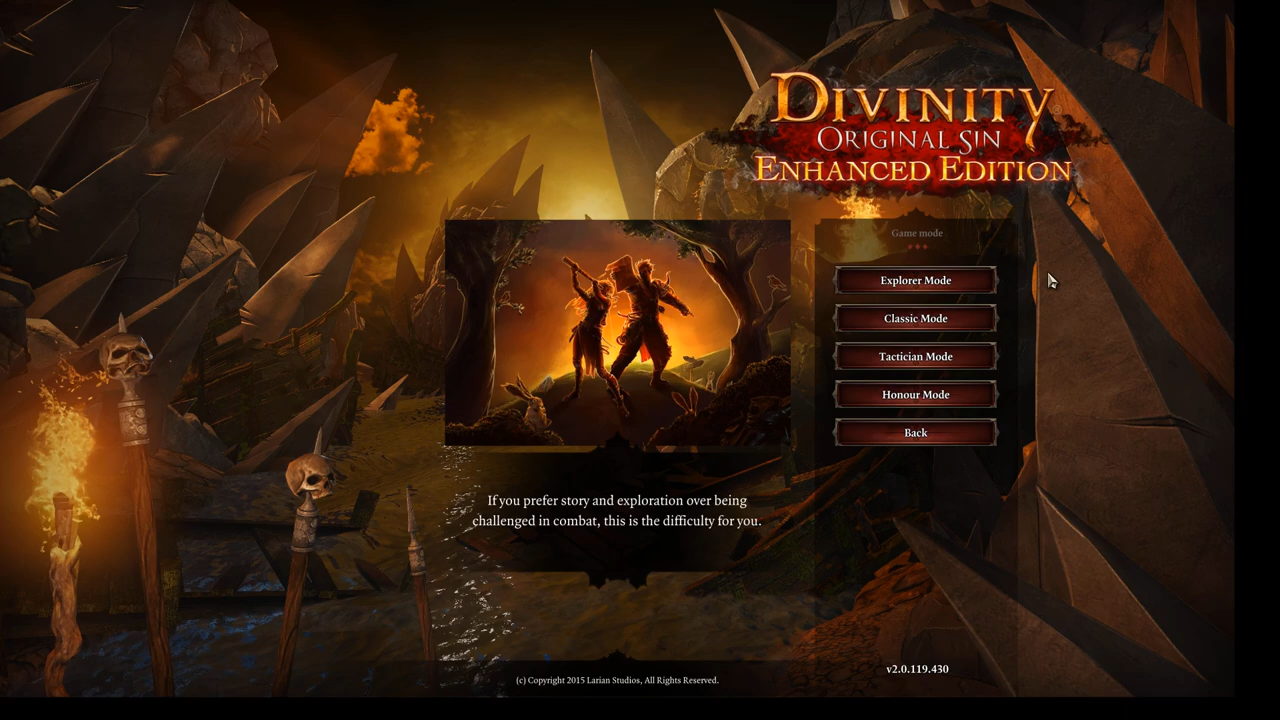 DIVINITY®
ORIGINAL SIN
ENHANCED EDITION
Game mode
Explorer Mode
Classic Mode
Tactician Mode
Honour Mode
Back
If you prefer story and exploration over being
challenged in combat, this is the difficulty for you.
v2.0.119.430
(c) Copyright 2015 Larian Studios, All Rights Reserved.